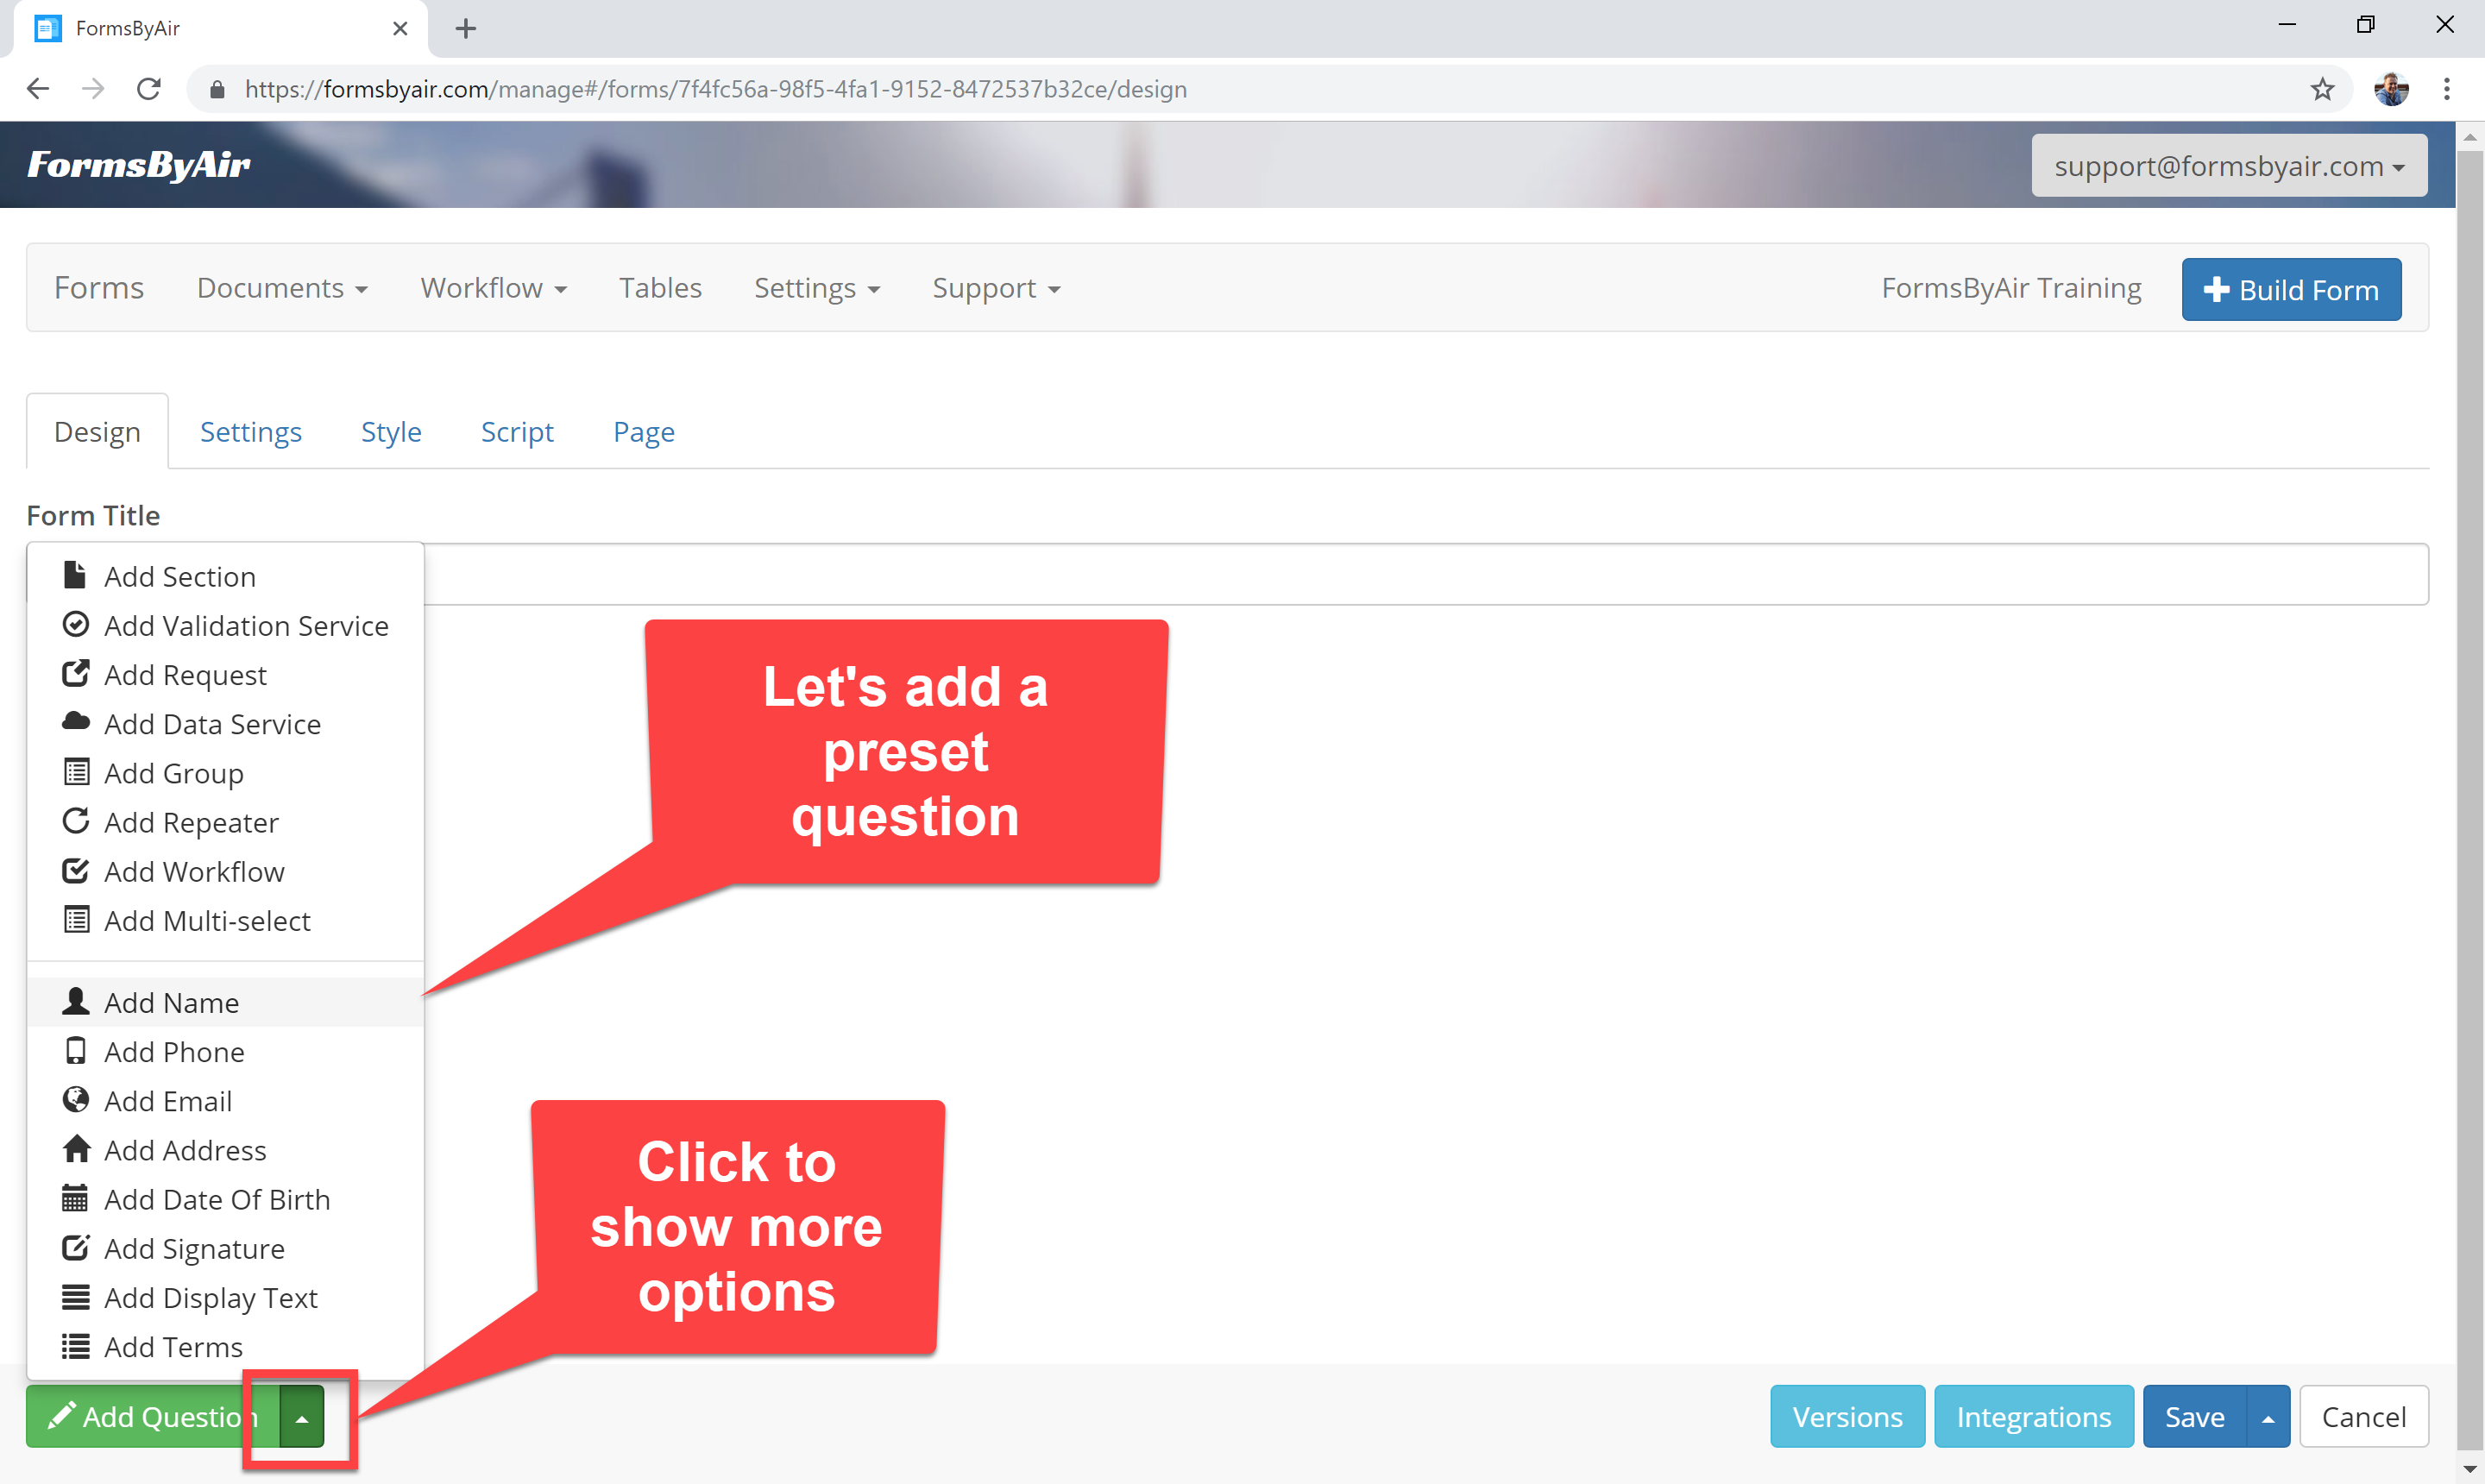 FormsByAir
https://formsbyair.com/manage#/forms/7f4fc56a-98f5-4fa1-9152-8472537b32ce/design
FormsByAir
support@formsbyair.com
Forms Documents Workflow Tables Settings Support FormsByAir Training Build Form
Design Settings Style Script Page
Form Title
Add Section
Add Validation Service
Add Request
Add Data Service
Add Group
Add Repeater
Add Workflow
Add Multi-select
Let's add a
preset
question
Add Name
Add Phone
Add Email
Add Address
Add Date Of Birth
Add Signature
Add Display Text
Add Terms
Click to
show more
options
Add Question
Versions Integrations Save Cancel